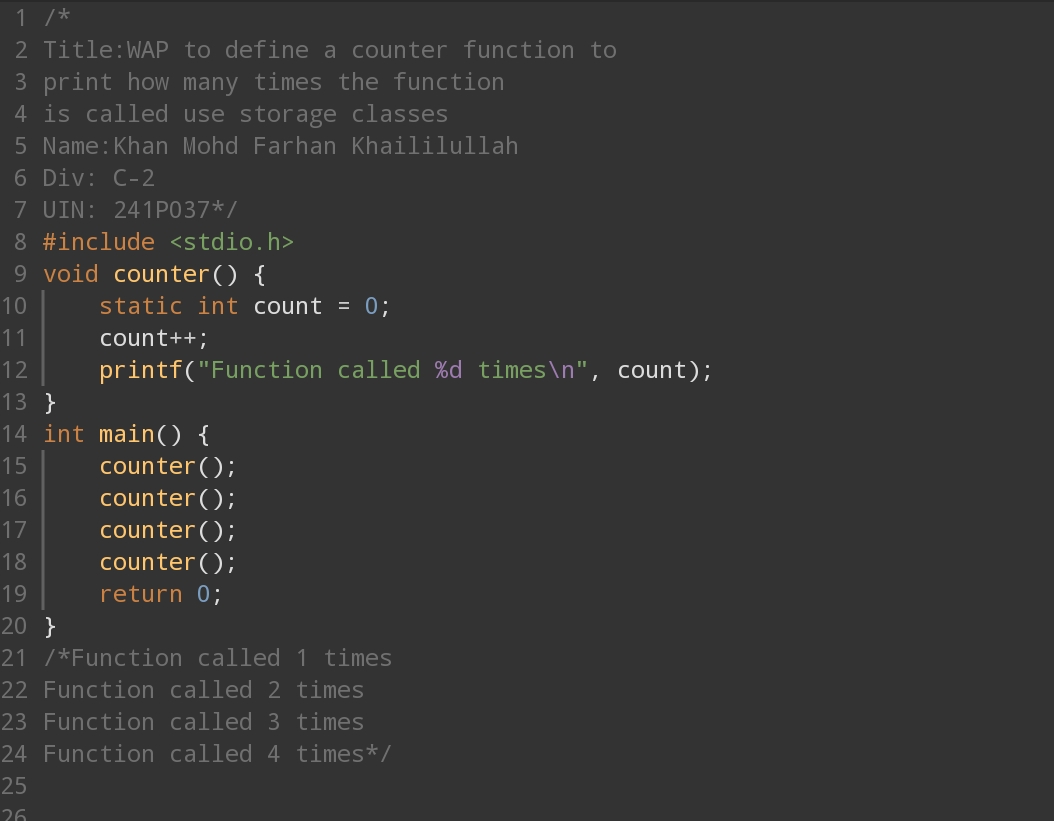 1 /*
2 Title:WAP to define a counter function to
3 print how many times the function
4 is called use storage classes
5 Name:Khan Mohd Farhan Khaililullah
6 Div: C-2
7 UIN: 241P037*/
8 #include <stdio.h>
9 void counter() {
10     static int count = 0;
11     count++;
12     printf("Function called %d times\n", count);
13 }
14 int main() {
15     counter();
16     counter();
17     counter();
18     counter();
19     return 0;
20 }
21 /*Function called 1 times
22 Function called 2 times
23 Function called 3 times
24 Function called 4 times*/
25
26